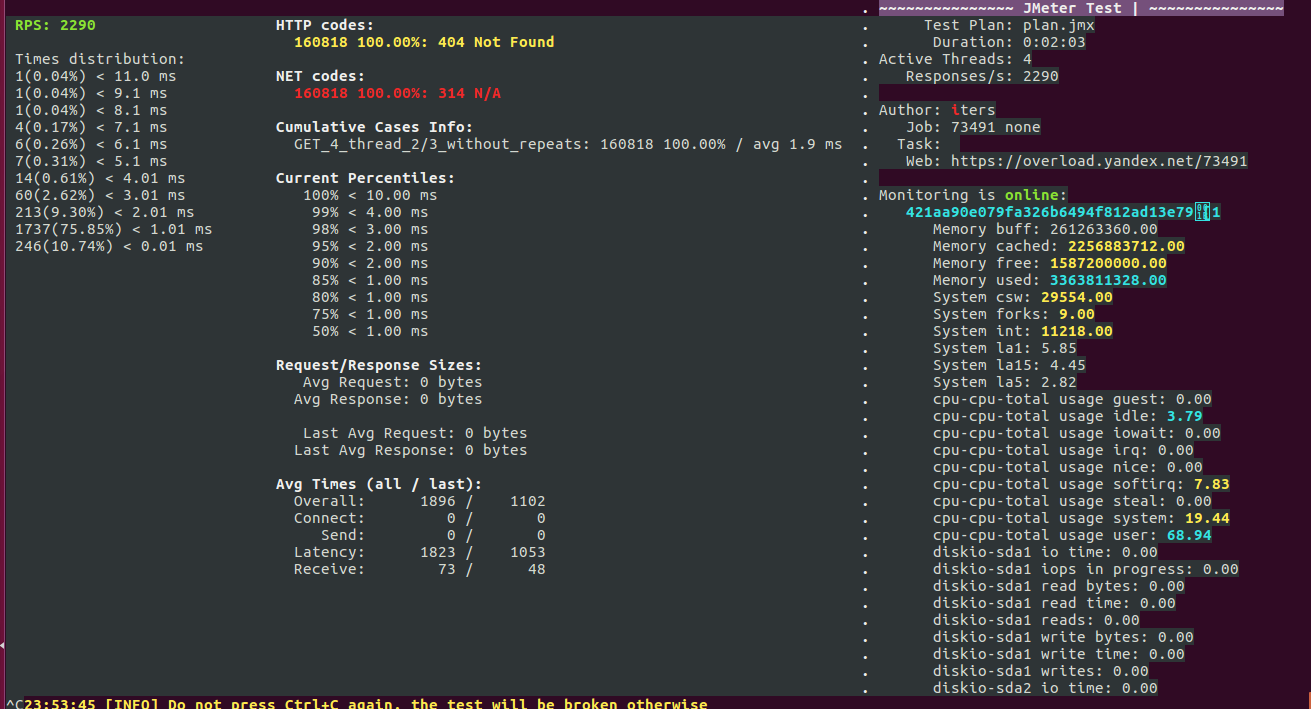 RPS: 2290
Times distribution:
1(0.04%) < 11.0 ms
1(0.04%) < 9.1 ms
1(0.04%) < 8.1 ms
4(0.17%) < 7.1 ms
6(0.26%) < 6.1 ms
7(0.31%) < 5.1 ms
14(0.61%) < 4.01 ms
60(2.62%) < 3.01 ms
213(9.30%) < 2.01 ms
1737(75.85%) < 1.01 ms
246(10.74%) < 0.01 ms
HTTP codes:
160818 100.00%: 404 Not Found
NET codes:
160818 100.00%: 314 N/A
Cumulative Cases Info:
GET_4_thread_2/3_without_repeats: 160818 100.00% / avg 1.9 ms
Current Percentiles:
100% < 10.00 ms
99% < 4.00 ms
98% < 3.00 ms
95% < 2.00 ms
90% < 2.00 ms
85% < 1.00 ms
80% < 1.00 ms
75% < 1.00 ms
50% < 1.00 ms
Request/Response Sizes:
Avg Request: 0 bytes
Avg Response: 0 bytes
Last Avg Request: 0 bytes
Last Avg Response: 0 bytes
Avg Times (all / last):
Overall: 1896 / 1102
Connect: 0 / 0
Send: 0 / 0
Latency: 1823 / 1053
Receive: 73 / 48
~~~~~~~~~~~~~~~ JMeter Test | ~~~~~~~~~~~~~~~
Test Plan: plan.jmx
Duration: 0:02:03
Active Threads: 4
Responses/s: 2290
Author: iters
Job: 73491 none
Task:
Web: https://overload.yandex.net/73491
Monitoring is online:
421aa90e079fa326b6494f812ad13e79 1
Memory buff: 261263360.00
Memory cached: 2256883712.00
Memory free: 1587200000.00
Memory used: 3363811328.00
System csw: 29554.00
System forks: 9.00
System int: 11218.00
System la1: 5.85
System la15: 4.45
System la5: 2.82
cpu-cpu-total usage guest: 0.00
cpu-cpu-total usage idle: 3.79
cpu-cpu-total usage iowait: 0.00
cpu-cpu-total usage irq: 0.00
cpu-cpu-total usage nice: 0.00
cpu-cpu-total usage softirq: 7.83
cpu-cpu-total usage steal: 0.00
cpu-cpu-total usage system: 19.44
cpu-cpu-total usage user: 68.94
diskio-sda1 io time: 0.00
diskio-sda1 iops in progress: 0.00
diskio-sda1 read bytes: 0.00
diskio-sda1 read time: 0.00
diskio-sda1 reads: 0.00
diskio-sda1 write bytes: 0.00
diskio-sda1 write time: 0.00
diskio-sda1 writes: 0.00
diskio-sda2 io time: 0.00
^C23:53:45 [INFO] Do not press Ctrl+C again, the test will be broken otherwise